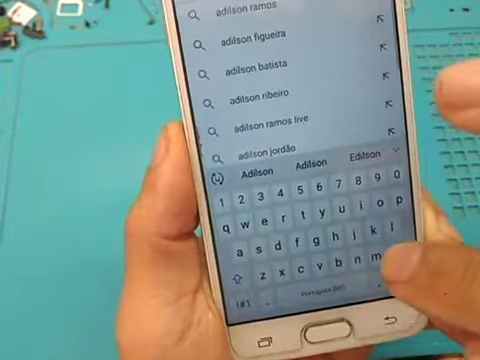 adilson ramos
adilson figueira
adilson batista
adilson ribeiro
adilson ramos live
adilson jordão
Adilson Adilson Edilson
1 2 3 4 5 6 7 8 9 0
q w e r t y u i o p
a s d f g h j k l
z x c v b n m
!#1 , Português (BR) .